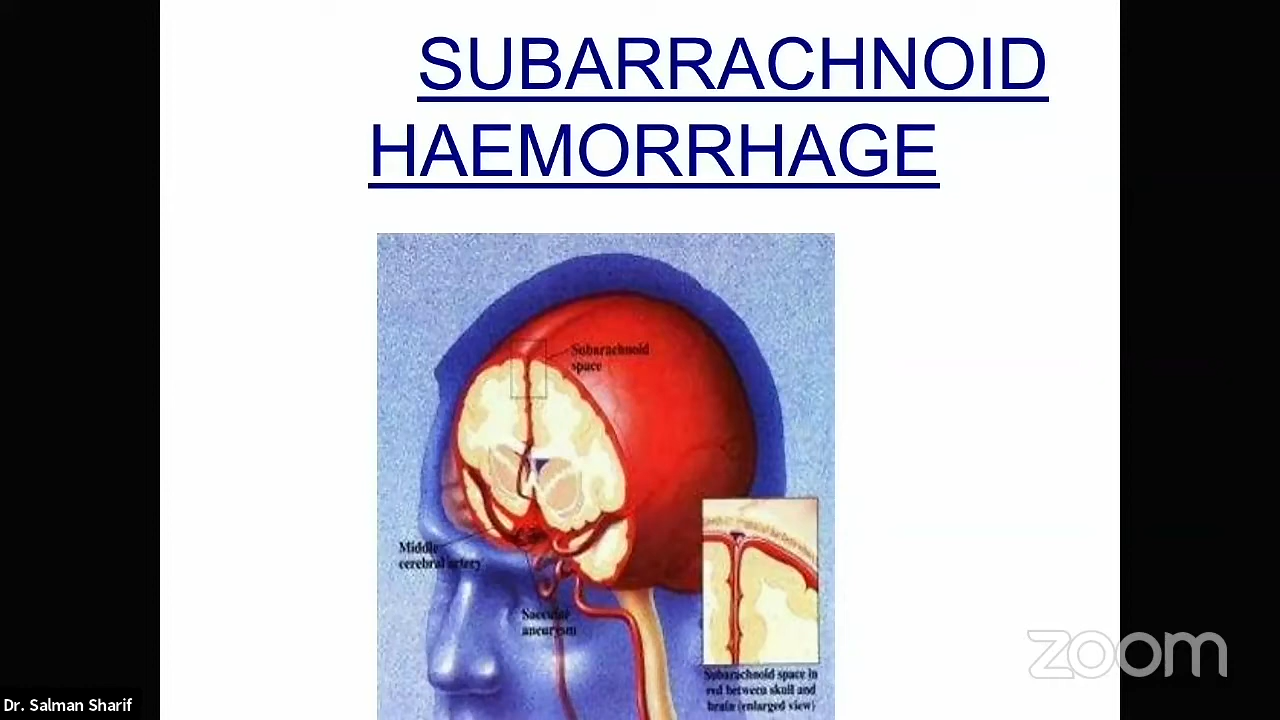 SUBARRACHNOID
HAEMORRHAGE
Subarachnoid
space
Middle
cerebral artery
Saccular
aneurysm
Subarachnoid space in
red between skull and
brain (enlarged view)
zoom
Dr. Salman Sharif